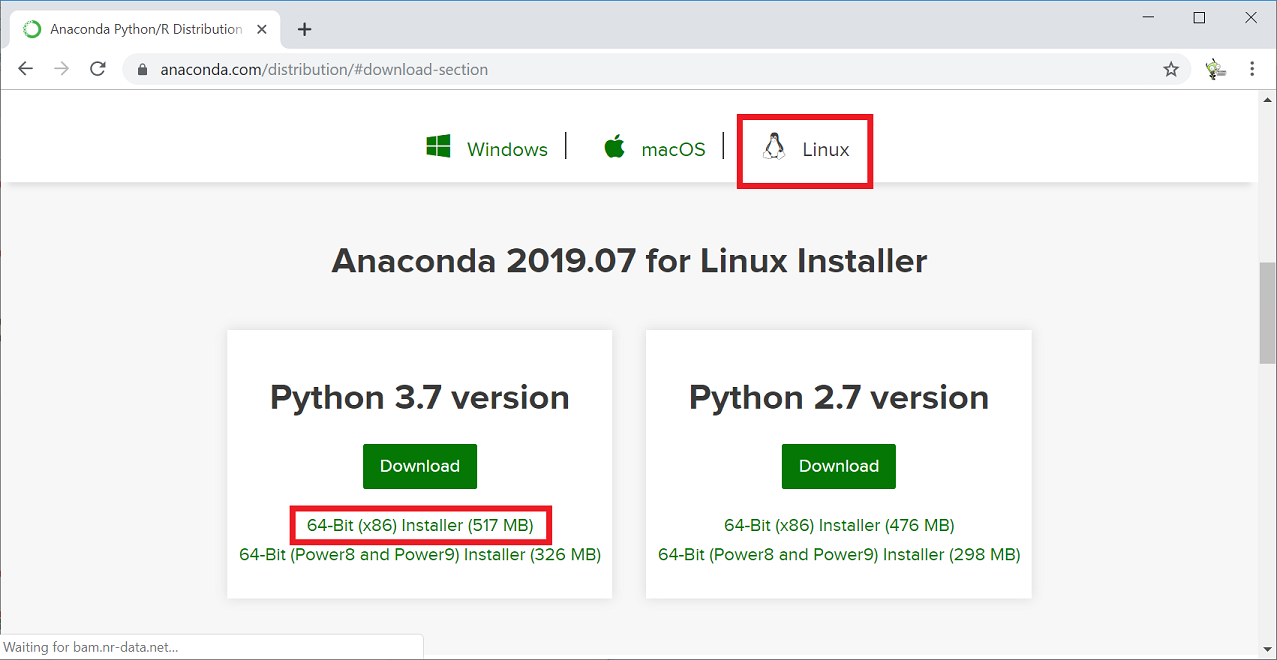 Anaconda Python/R Distribution
anaconda.com/distribution/#download-section
Windows | macOS | Linux
Anaconda 2019.07 for Linux Installer
Python 3.7 version
Download
64-Bit (x86) Installer (517 MB)
64-Bit (Power8 and Power9) Installer (326 MB)
Python 2.7 version
Download
64-Bit (x86) Installer (476 MB)
64-Bit (Power8 and Power9) Installer (298 MB)
Waiting for bam.nr-data.net...